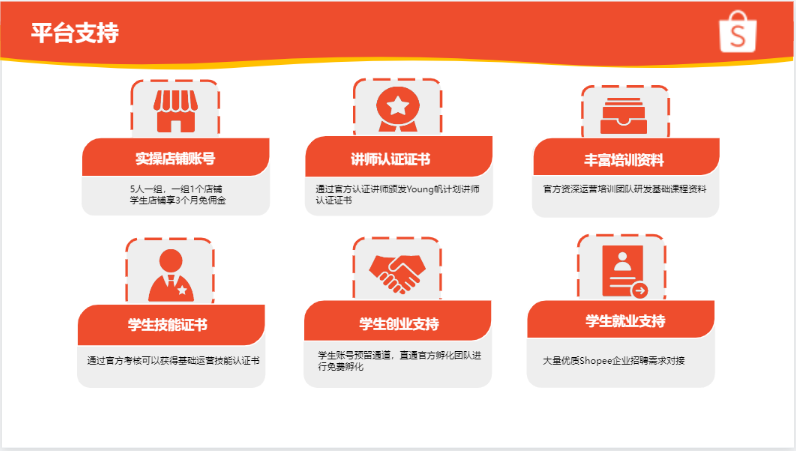 平台支持
S
实操店铺账号
5人一组，一组1个店铺
学生店铺享3个月免佣金
讲师认证证书
通过官方认证讲师颁发Young帆计划讲师
认证证书
丰富培训资料
官方资深运营培训团队研发基础课程资料
学生技能证书
通过官方考核可以获得基础运营技能认证书
学生创业支持
学生账号预留通道，直通官方孵化团队进
行免费孵化
学生就业支持
大量优质Shopee企业招聘需求对接